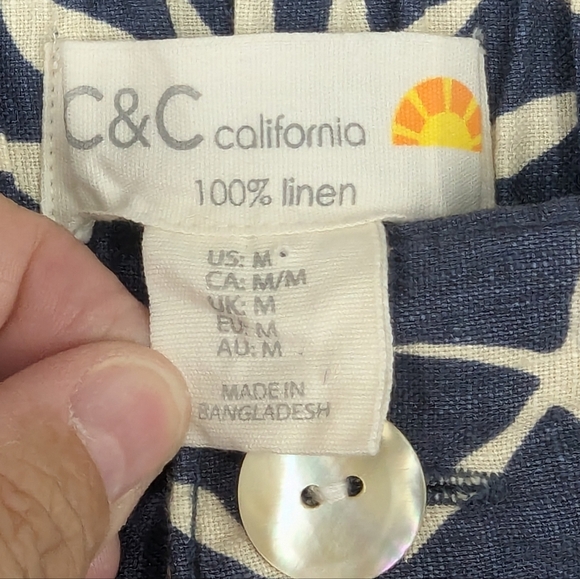 C&C california
100% linen
US: M
CA: M/M
UK: M
EU: M
AU: M
MADE IN
BANGLADESH